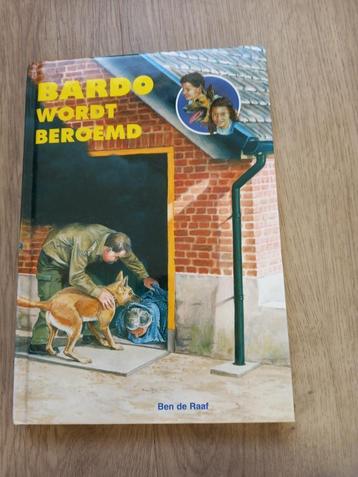 BARDO
WORDT
BEROEMD
Ben de Raaf